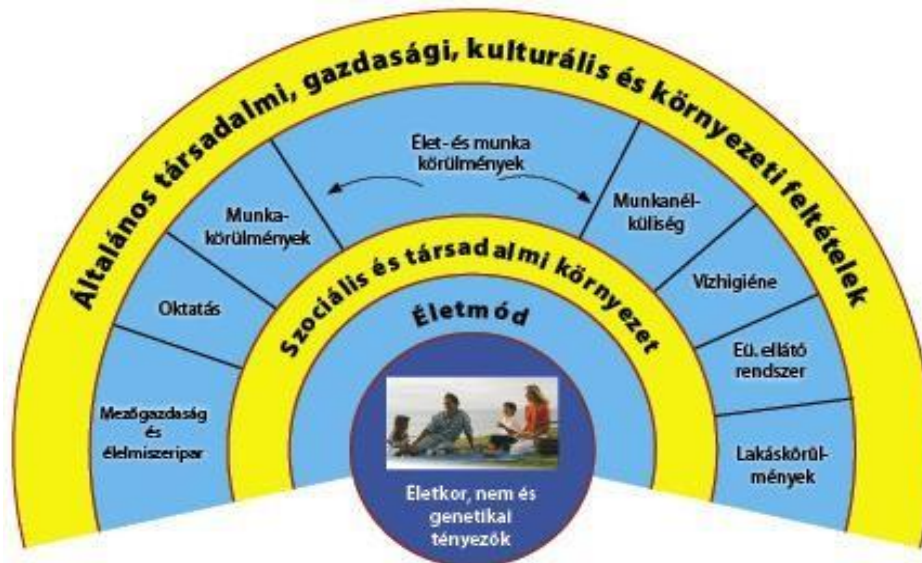 Általános társadalmi, gazdasági, kulturális és környezeti feltételek
Élet- és munka
körülmények
Munka-
körülmények
Munkanél-
küliség
Oktatás
Vízhigiéne
Mezőgazdaság
és
élelmiszeripar
Eü. ellátó
rendszer
Lakáskörül-
mények
Szociális és társadalmi környezet
Életmód
Életkor, nem és
genetikai
tényezők